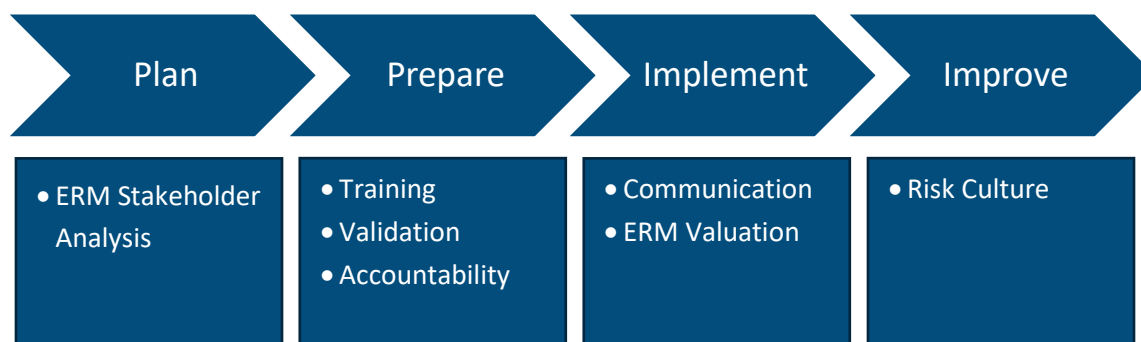 Plan
Prepare
Implement
Improve
• ERM Stakeholder
Analysis
• Training
• Validation
• Accountability
• Communication
• ERM Valuation
• Risk Culture